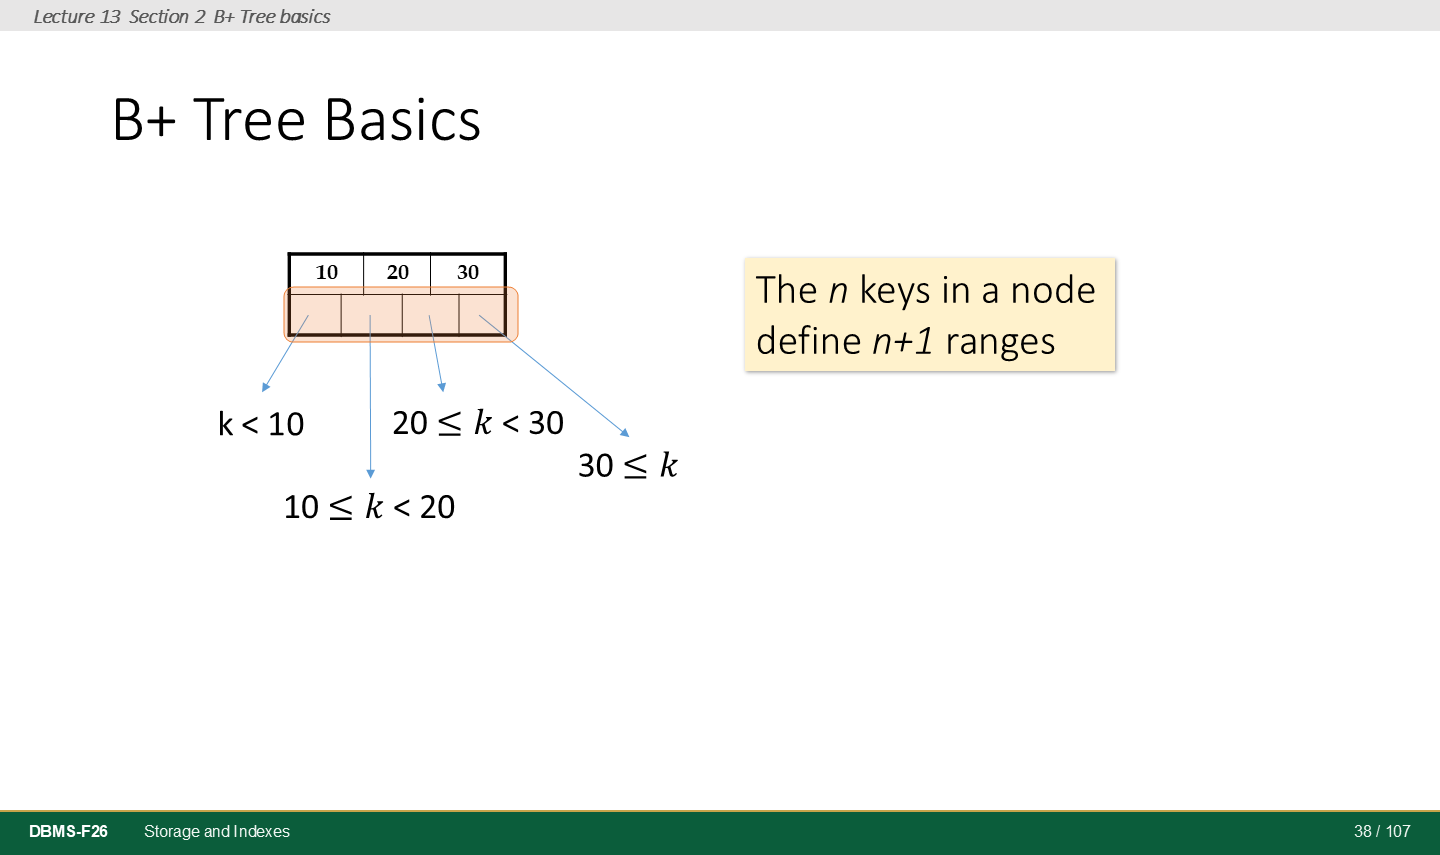 Lecture 13 Section 2 B+ Tree basics
B+ Tree Basics
10 20 30
The n keys in a node
define n+1 ranges
k < 10
20 ≤ k < 30
30 ≤ k
10 ≤ k < 20
DBMS-F26 Storage and Indexes 38 / 107